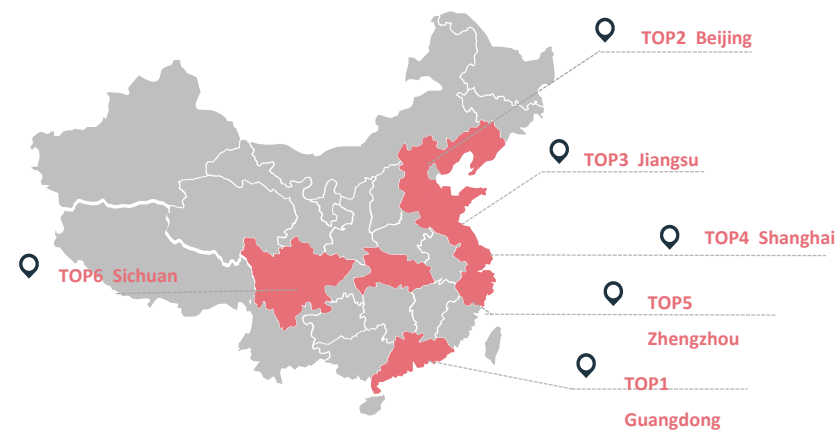 TOP2 Beijing
TOP3 Jiangsu
TOP4 Shanghai
TOP6 Sichuan
TOP5
Zhengzhou
TOP1
Guangdong